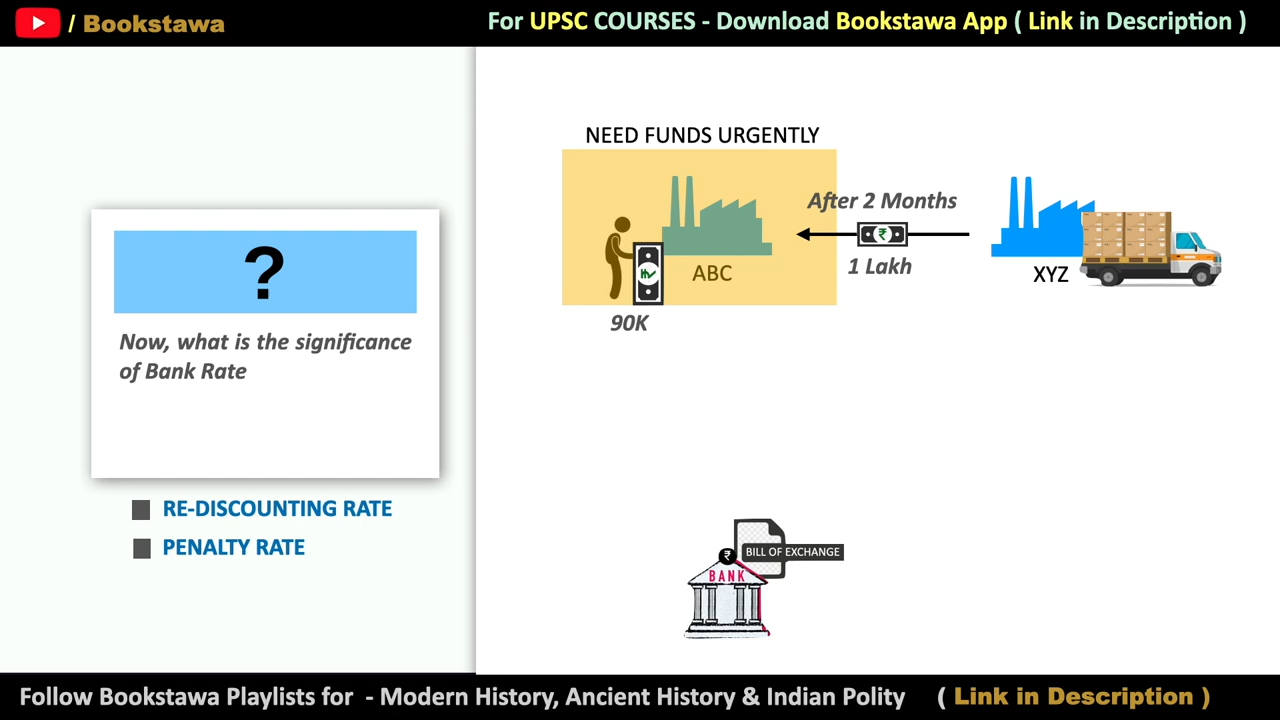 / Bookstawa
For UPSC COURSES - Download Bookstawa App ( Link in Description )
?
Now, what is the significance
of Bank Rate
RE-DISCOUNTING RATE
PENALTY RATE
NEED FUNDS URGENTLY
After 2 Months
₹
1 Lakh
ABC
90K
XYZ
BILL OF EXCHANGE
₹
BANK
Follow Bookstawa Playlists for - Modern History, Ancient History & Indian Polity ( Link in Description )